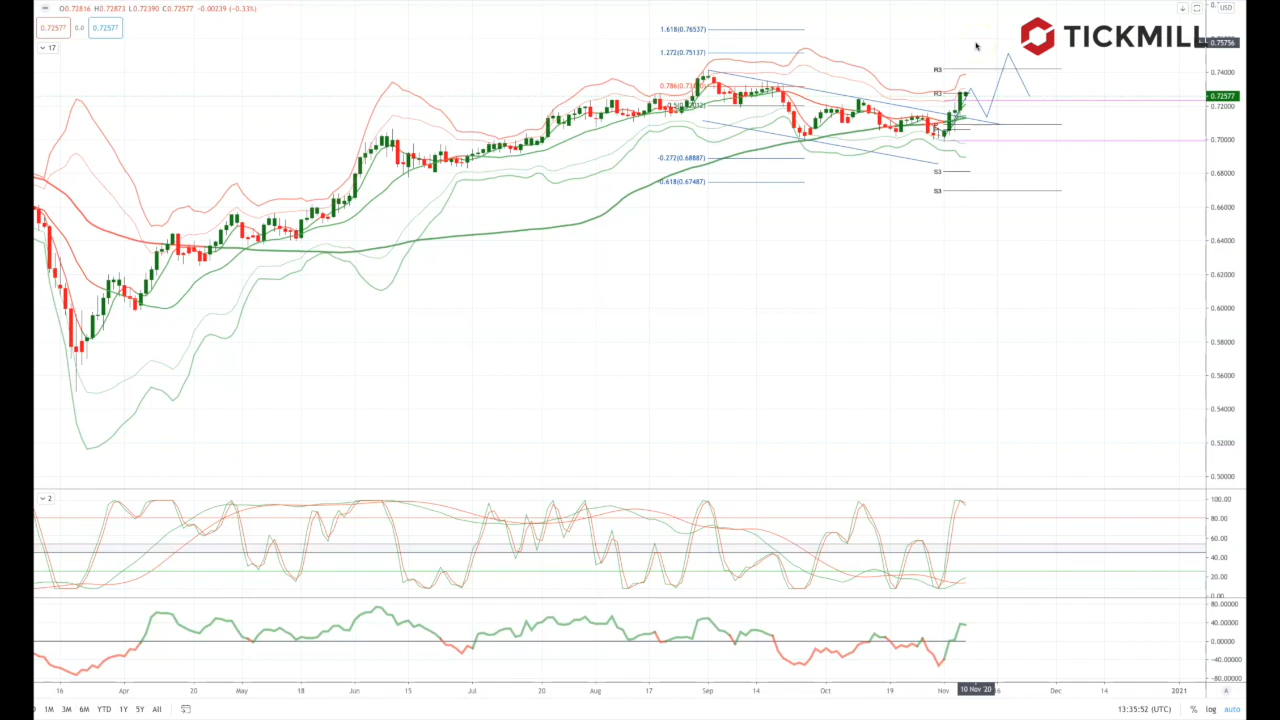 O0.72816 H0.72873 L0.72390 C0.72577 -0.00239 (-0.33%)
USD
0.72577 0.0 0.72577
17
TICKMILL
0.75756
1.618(0.76537)
1.272(0.75137)
R3
R3
S3
S3
-0.272(0.68887)
-0.618(0.67487)
0.74000
0.72577
0.72000
0.70000
0.68000
0.66000
0.64000
0.62000
0.60000
0.58000
0.56000
0.54000
0.52000
0.50000
2
100.00
80.00
60.00
40.00
20.00
0.00
80.00000
40.00000
0.00000
-40.00000
-80.00000
16 Apr 20 May 18 Jun 15 Jul 20 Aug 17 Sep 14 Oct 19 Nov 10 Nov '20 16 Dec 14 2021 A
1M 3M 6M YTD 1Y 5Y All
13:35:52 (UTC) % log auto